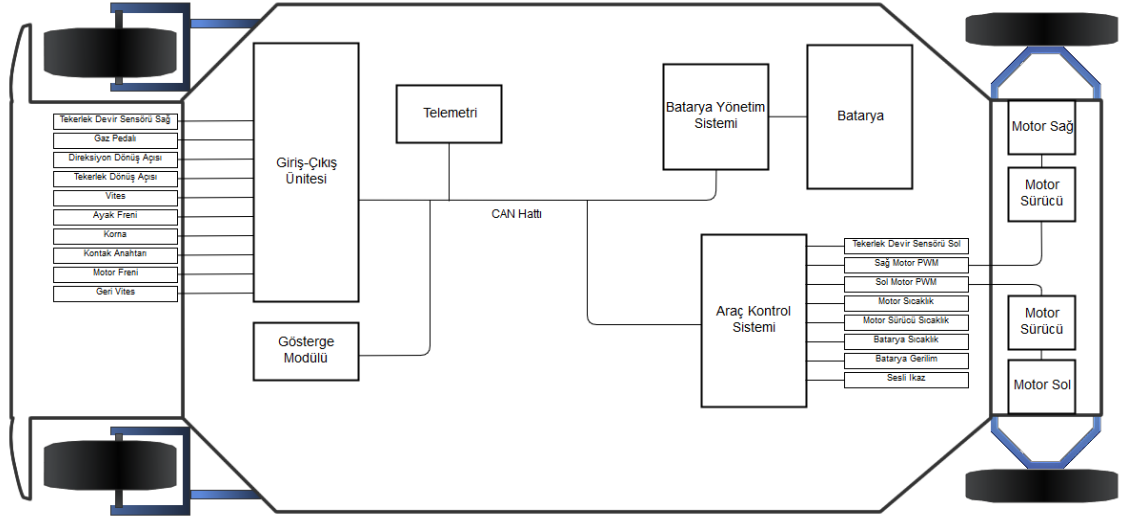 Tekerlek Devir Sensörü Sağ
Gaz Pedalı
Direksiyon Dönüş Açısı
Tekerlek Dönüş Açısı
Vites
Ayak Freni
Korna
Kontak Anahtarı
Motor Freni
Geri Vites
Giriş-Çıkış
Ünitesi
Gösterge
Modülü
Telemetri
CAN Hattı
Batarya Yönetim
Sistemi
Batarya
Araç Kontrol
Sistemi
Tekerlek Devir Sensörü Sol
Sağ Motor PWM
Sol Motor PWM
Motor Sıcaklık
Motor Sürücü Sıcaklık
Batarya Sıcaklık
Batarya Gerilim
Sesli Ikaz
Motor Sağ
Motor
Sürücü
Motor
Sürücü
Motor Sol